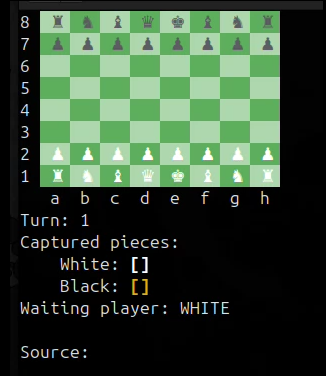 8 ♜ ♞ ♝ ♛ ♚ ♝ ♞ ♜
7 ♟ ♟ ♟ ♟ ♟ ♟ ♟ ♟
6
5
4
3
2 ♟ ♟ ♟ ♟ ♟ ♟ ♟ ♟
1 ♜ ♞ ♝ ♛ ♚ ♝ ♞ ♜
a b c d e f g h
Turn: 1
Captured pieces:
White: []
Black: []
Waiting player: WHITE
Source: